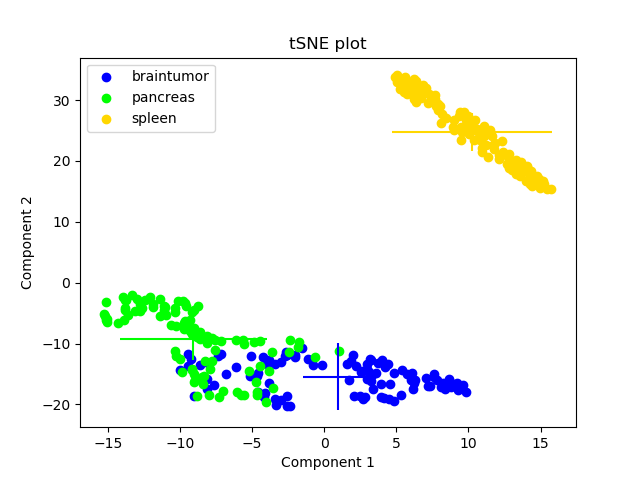 tSNE plot
braintumor
pancreas
spleen
Component 2
30
20
10
0
−10
−20
−15
−10
−5
0
5
10
15
Component 1